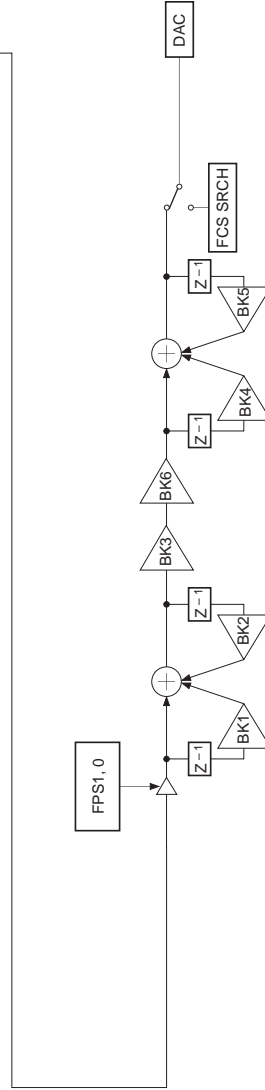 DAC
FCS SRCH
Z – 1
BK5
Z – 1
BK4
BK6
BK3
Z – 1
BK2
Z – 1
BK1
FPS1, 0